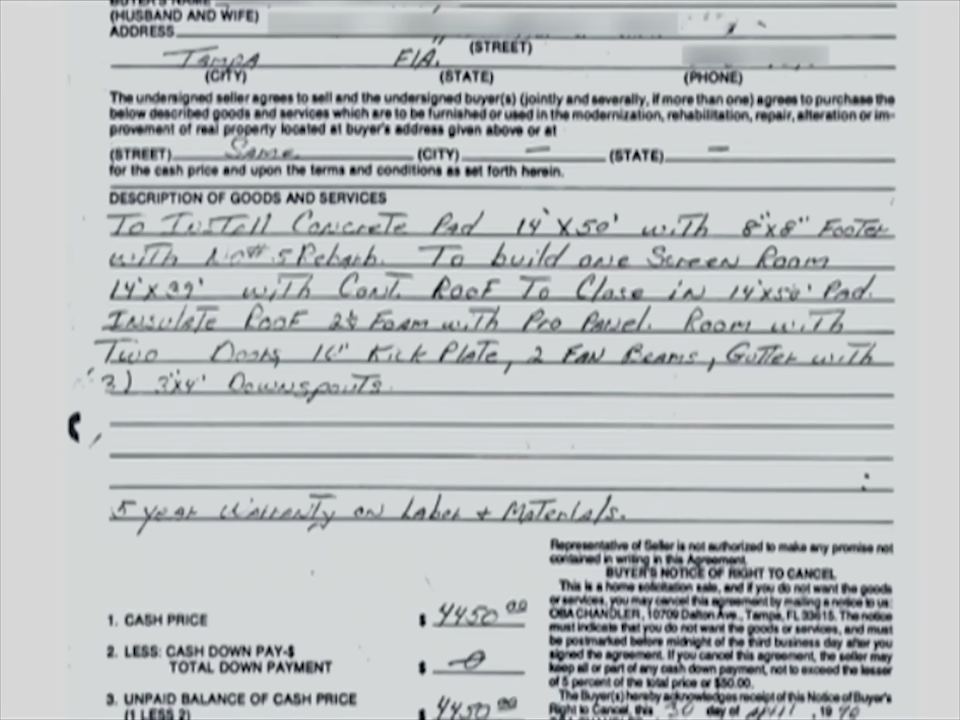 BUYER'S NAME
(HUSBAND AND WIFE)
ADDRESS
(STREET)
TAMPA FlA.
(CITY) (STATE) (PHONE)
The undersigned seller agrees to sell and the undersigned buyer(s) (jointly and severally, if more than one) agrees to purchase the
below described goods and services which are to be furnished or used in the modernization, rehabilitation, repair, alteration or im-
provement of real property located at buyer's address given above or at
(STREET) SAME (CITY) — (STATE) —
for the cash price and upon the terms and conditions as set forth herein.
DESCRIPTION OF GOODS AND SERVICES
To INSTall CONCRETE Pad 14'X50' with 8"x8" Footer
with No# 5 Rebarb. To build one Screen Room
14'x39' with CONT. ROOF To Close in 14'x50' Pad.
INSulate Roof 2½ Foam with Pro Panel. Room with
Two Doors, 16" Kick Plate, 2 FAN BEAMS, Gutter with
3) 3"x4' Downspouts.
5 year Warranty on Labor + Materials.
Representative of Seller is not authorized to make any promise not
contained in writing in this Agreement.
BUYER'S NOTICE OF RIGHT TO CANCEL
This is a home solicitation sale, and if you do not want the goods
or services, you may cancel this agreement by mailing a notice to us:
OBA CHANDLER, 10709 Dalton Ave., Tampa, FL 33615. The notice
must indicate that you do not want the goods or services, and must
be postmarked before midnight of the third business day after you
signed the agreement. If you cancel this agreement, the seller may
keep all or part of any cash down payment, not to exceed the lesser
of 5 percent of the total price or $50.00.
The Buyer(s) hereby acknowledges receipt of this Notice of Buyer's
Right to Cancel, this 30 day of April, 1990
1. CASH PRICE $ 4450 00
2. LESS: CASH DOWN PAY-$
TOTAL DOWN PAYMENT $ 0
3. UNPAID BALANCE OF CASH PRICE
(1 LESS 2) $ 4450 00